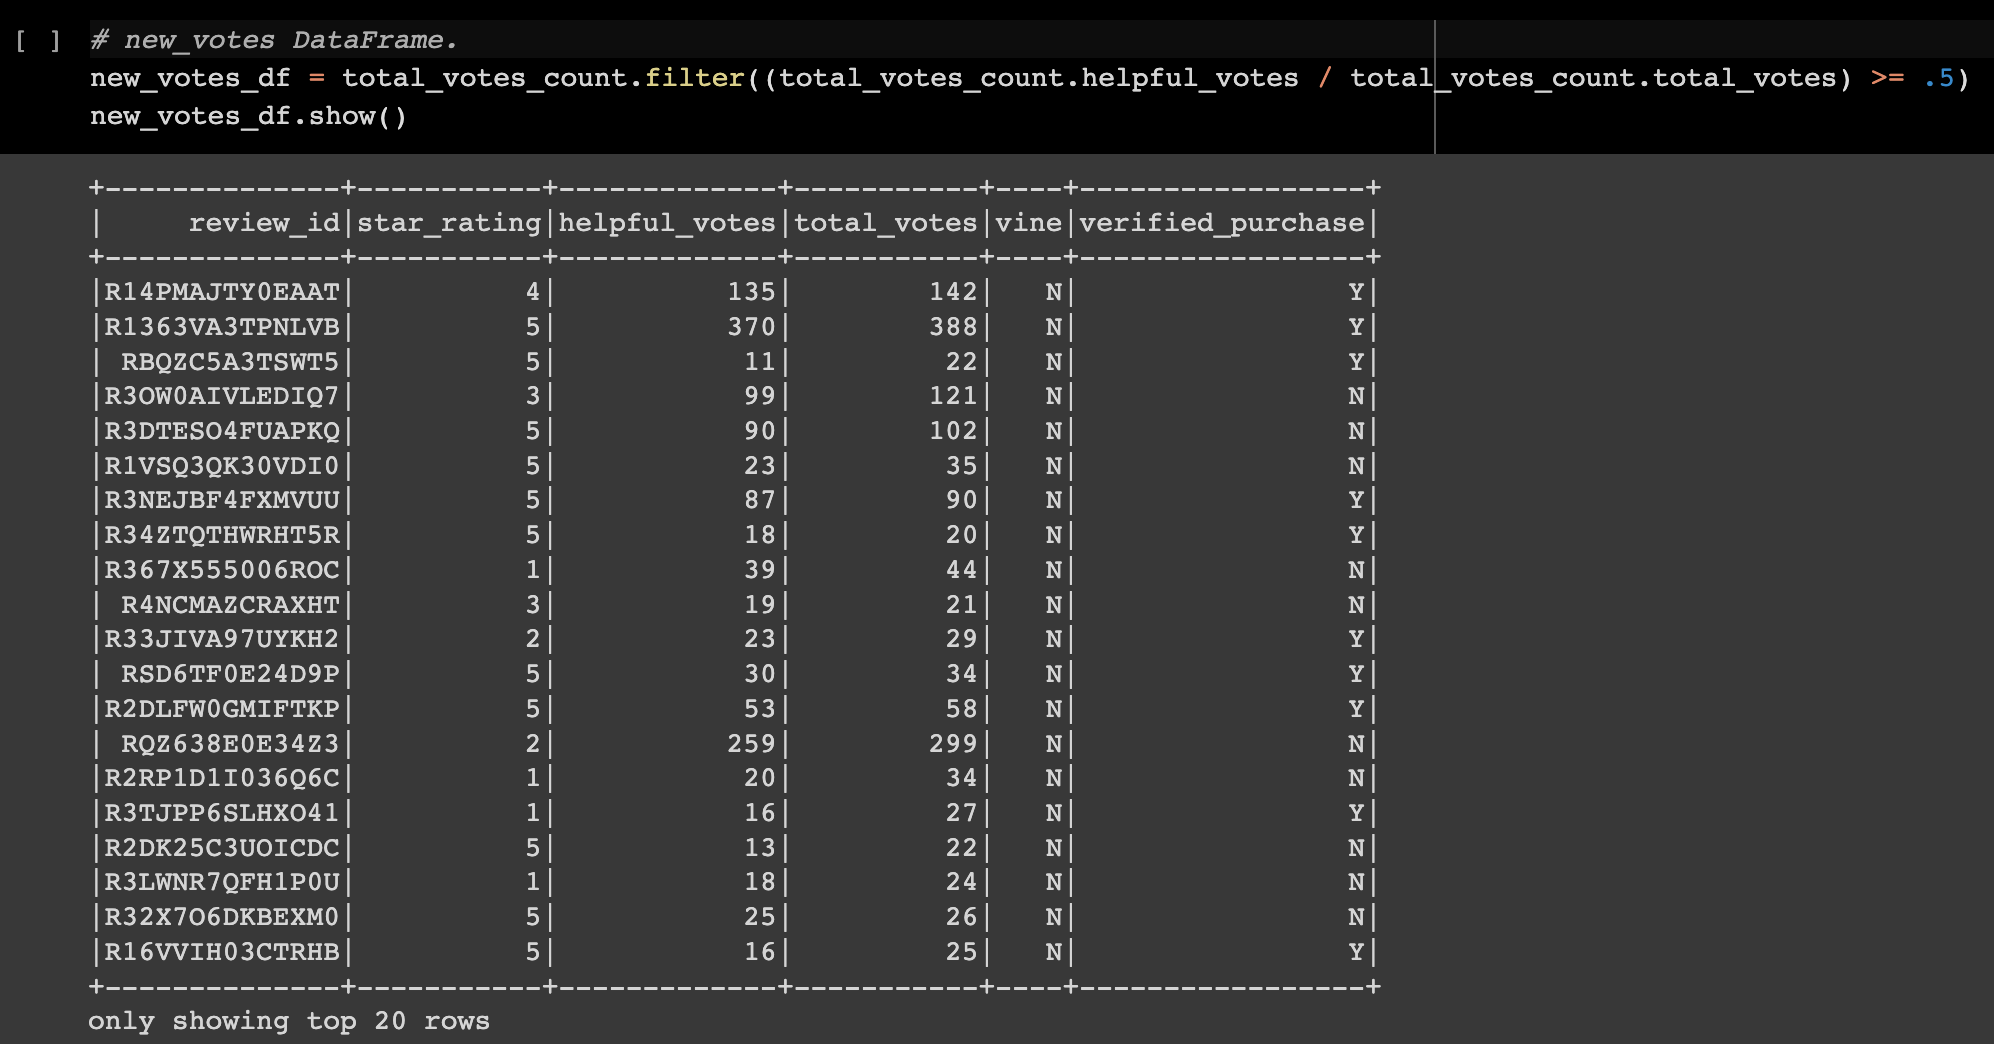 [ ] # new_votes DataFrame.
new_votes_df = total_votes_count.filter((total_votes_count.helpful_votes / total_votes_count.total_votes) >= .5)
new_votes_df.show()
+--------------+-----------+-------------+-----------+----+-----------------+
|     review_id|star_rating|helpful_votes|total_votes|vine|verified_purchase|
+--------------+-----------+-------------+-----------+----+-----------------+
|R14PMAJTY0EAAT|          4|          135|        142|   N|                Y|
|R1363VA3TPNLVB|          5|          370|        388|   N|                Y|
| RBQZC5A3TSWT5|          5|           11|         22|   N|                Y|
|R3OW0AIVLEDIQ7|          3|           99|        121|   N|                N|
|R3DTESO4FUAPKQ|          5|           90|        102|   N|                N|
|R1VSQ3QK30VDI0|          5|           23|         35|   N|                N|
|R3NEJBF4FXMVUU|          5|           87|         90|   N|                Y|
|R34ZTQTHWRHT5R|          5|           18|         20|   N|                Y|
|R367X555006ROC|          1|           39|         44|   N|                N|
| R4NCMAZCRAXHT|          3|           19|         21|   N|                N|
|R33JIVA97UYKH2|          2|           23|         29|   N|                Y|
| RSD6TF0E24D9P|          5|           30|         34|   N|                Y|
|R2DLFW0GMIFTKP|          5|           53|         58|   N|                Y|
| RQZ638E0E34Z3|          2|          259|        299|   N|                N|
|R2RP1D1I036Q6C|          1|           20|         34|   N|                N|
|R3TJPP6SLHXO41|          1|           16|         27|   N|                Y|
|R2DK25C3UOICDC|          5|           13|         22|   N|                N|
|R3LWNR7QFH1P0U|          1|           18|         24|   N|                N|
|R32X7O6DKBEXM0|          5|           25|         26|   N|                N|
|R16VVIH03CTRHB|          5|           16|         25|   N|                Y|
+--------------+-----------+-------------+-----------+----+-----------------+
only showing top 20 rows